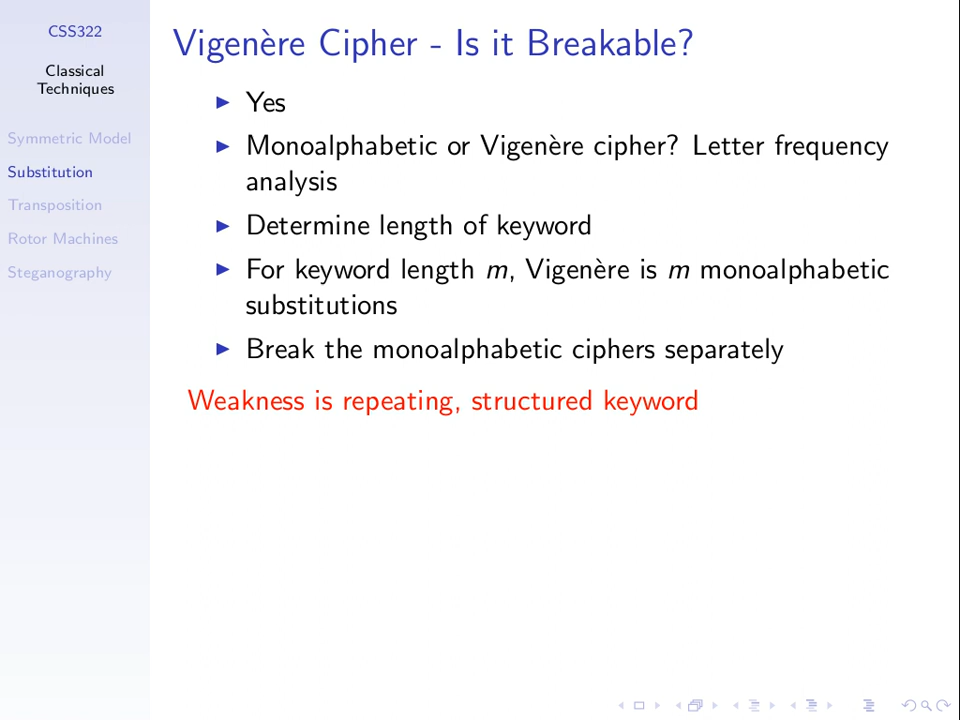 CSS322
Classical
Techniques
Symmetric Model
Substitution
Transposition
Rotor Machines
Steganography
Vigenère Cipher - Is it Breakable?
Yes
Monoalphabetic or Vigenère cipher? Letter frequency
analysis
Determine length of keyword
For keyword length m, Vigenère is m monoalphabetic
substitutions
Break the monoalphabetic ciphers separately
Weakness is repeating, structured keyword